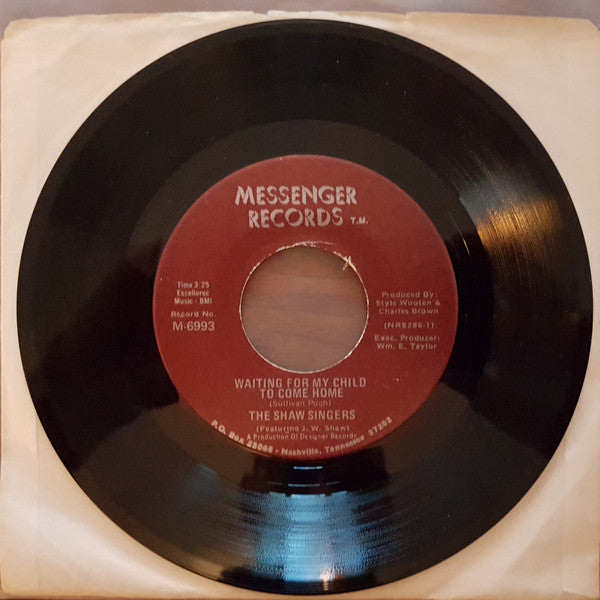 MESSENGER
RECORDS T.M.
Time 3:25
Excellorec
Music - BMI
Record No.
M-6993
Produced By:
Style Wooten &
Charles Brown
(NR8286-1)
Exec. Producer:
Wm. E. Taylor
WAITING FOR MY CHILD
TO COME HOME
(Sullivan Pugh)
THE SHAW SINGERS
(Featuring J. W. Shaw)
A Production Of Designer Records
P.O. Box 25066 - Nashville, Tennessee 37202